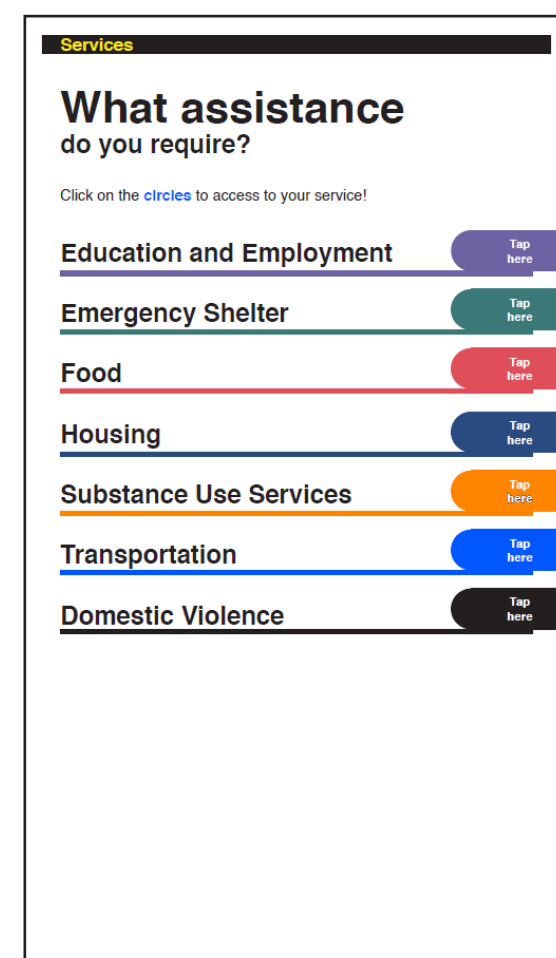 Services
What assistance
do you require?
Click on the circles to access to your service!
Education and Employment
Tap
here
Emergency Shelter
Tap
here
Food
Tap
here
Housing
Tap
here
Substance Use Services
Tap
here
Transportation
Tap
here
Domestic Violence
Tap
here